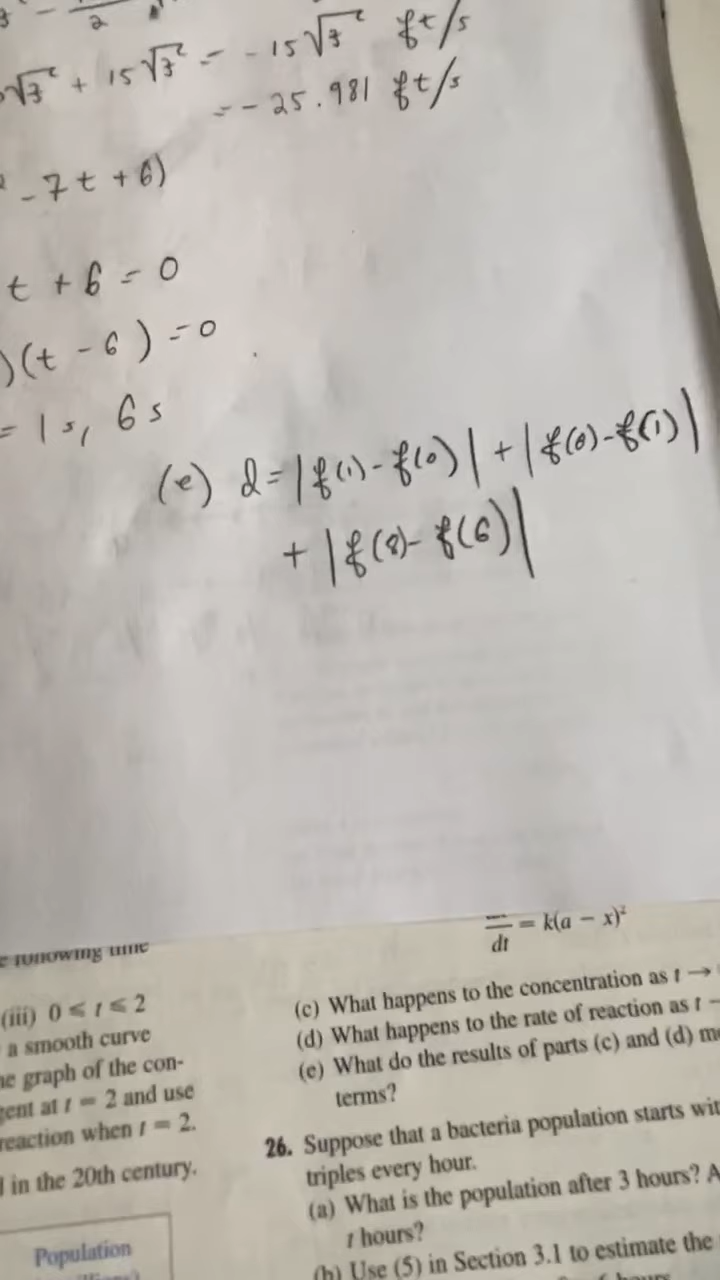 2
√3 + 15√3 = -15√3 ft/s
= -25.981 ft/s
- 7t + 6)
t + 6 = 0
)(t - 6) = 0
= 1s, 6s
(e) d = |f(1) - f(0)| + |f(6) - f(1)|
+ |f(8) - f(6)|
following time
(iii) 0 ⩽ t ⩽ 2
a smooth curve
graph of the con-
at t = 2 and use
reaction when t = 2.
in the 20th century.
Population
dt = k(a − x)²
(c) What happens to the concentration as t →
(d) What happens to the rate of reaction as t
(e) What do the results of parts (c) and (d)
terms?
26. Suppose that a bacteria population starts
triples every hour.
(a) What is the population after 3 hours?
t hours?
(b) Use (5) in Section 3.1 to estimate the
hours